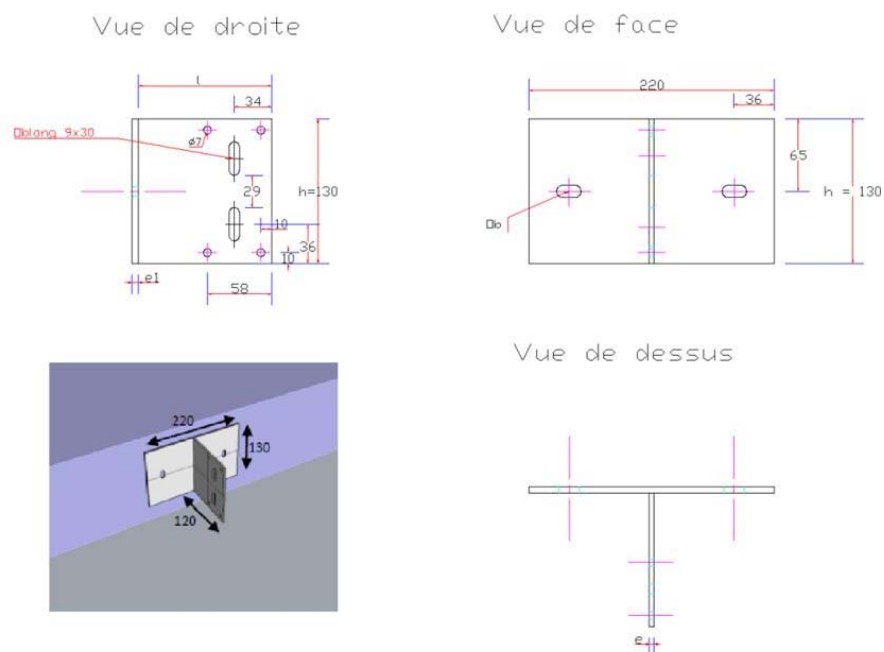 Vue de droite
Vue de face
l
34
Oblong 9x30
ø7
29
h=130
10
36
10
e1
58
220
36
65
h = 130
Ob
Vue de dessus
220
130
120
e